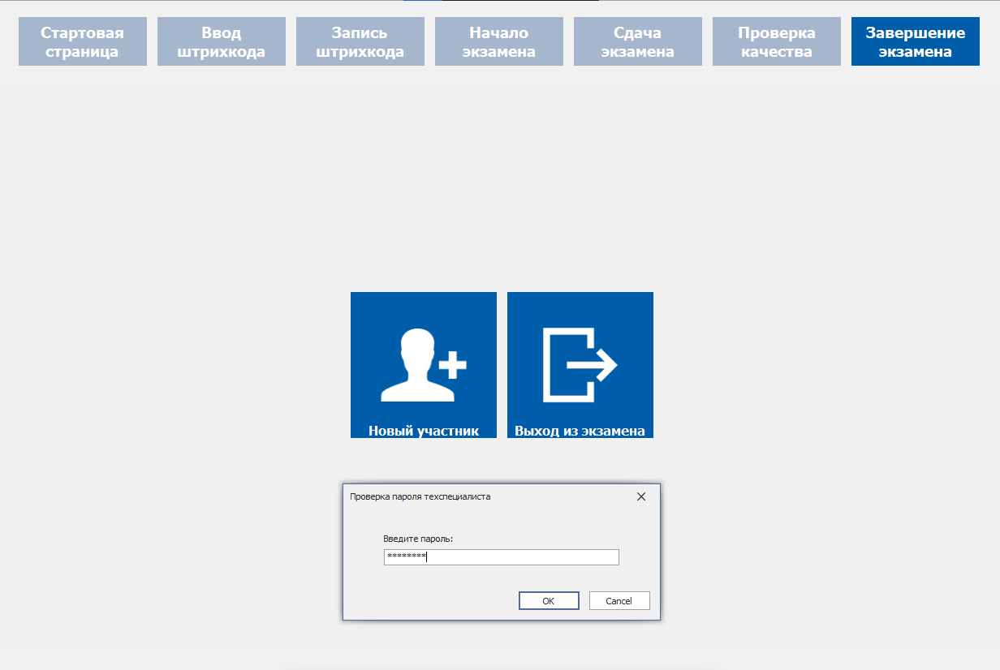 Стартовая
страница
Ввод
штрихкода
Запись
штрихкода
Начало
экзамена
Сдача
экзамена
Проверка
качества
Завершение
экзамена
Новый участник
Выход из экзамена
Проверка пароля техспециалиста
Введите пароль:
********
OK
Cancel